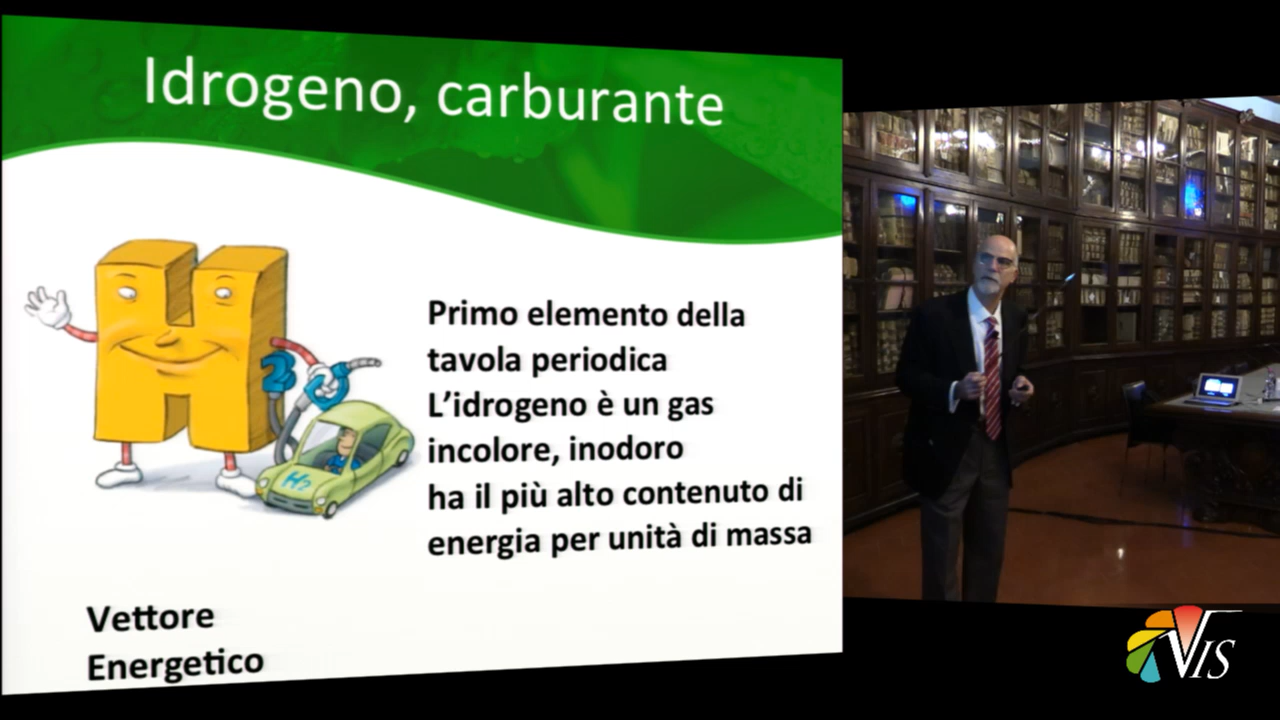 Idrogeno, carburante
H
2
H2
Primo elemento della
tavola periodica
L'idrogeno è un gas
incolore, inodoro
ha il più alto contenuto di
energia per unità di massa
Vettore
Energetico
VIS